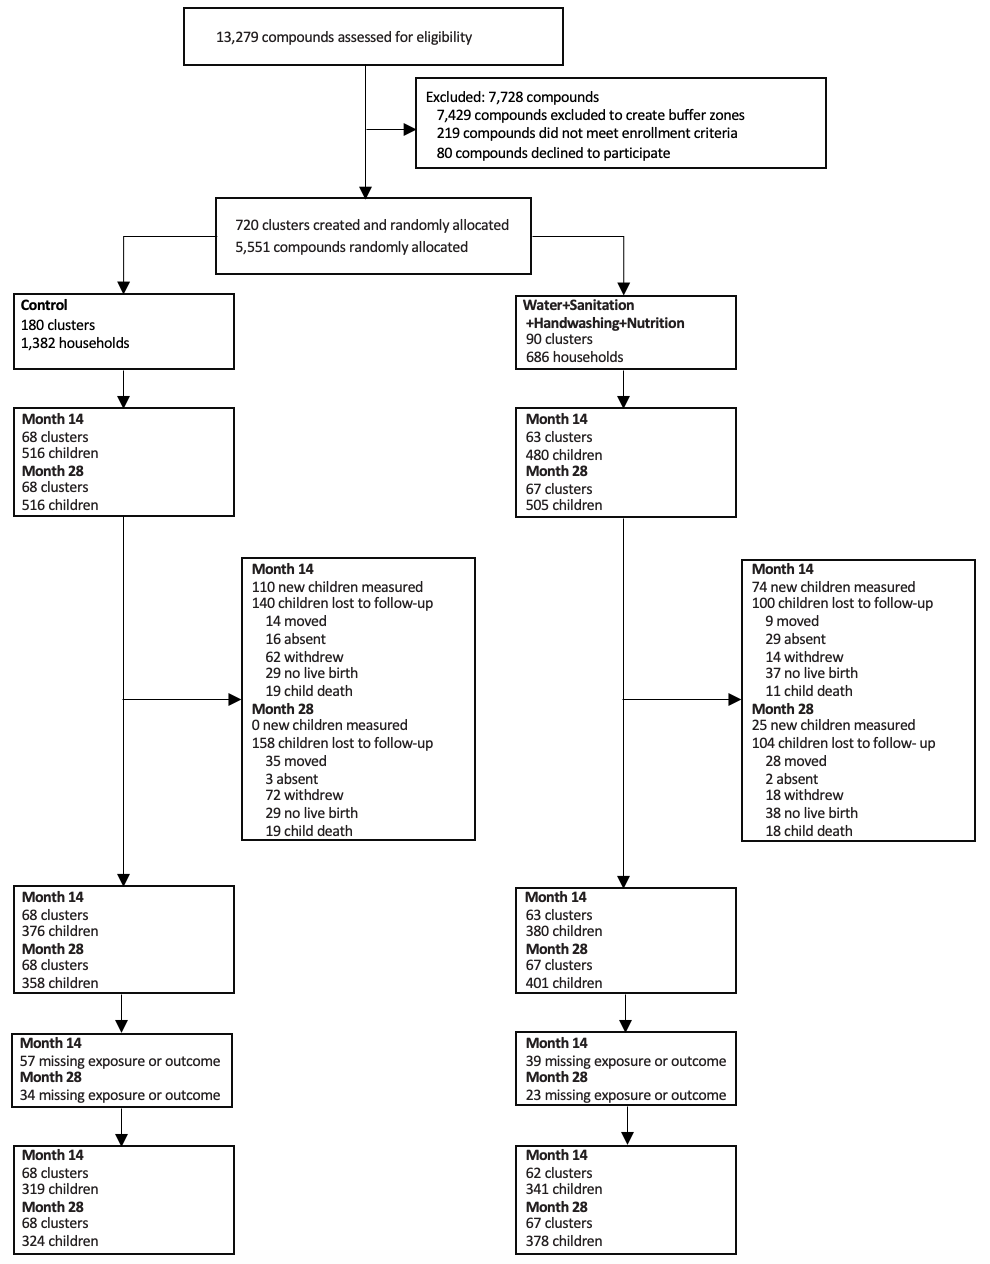 13,279 compounds assessed for eligibility
Excluded: 7,728 compounds
7,429 compounds excluded to create buffer zones
219 compounds did not meet enrollment criteria
80 compounds declined to participate
720 clusters created and randomly allocated
5,551 compounds randomly allocated
Control
180 clusters
1,382 households
Water+Sanitation
+Handwashing+Nutrition
90 clusters
686 households
Month 14
68 clusters
516 children
Month 28
68 clusters
516 children
Month 14
63 clusters
480 children
Month 28
67 clusters
505 children
Month 14
110 new children measured
140 children lost to follow-up
14 moved
16 absent
62 withdrew
29 no live birth
19 child death
Month 28
0 new children measured
158 children lost to follow-up
35 moved
3 absent
72 withdrew
29 no live birth
19 child death
Month 14
74 new children measured
100 children lost to follow-up
9 moved
29 absent
14 withdrew
37 no live birth
11 child death
Month 28
25 new children measured
104 children lost to follow- up
28 moved
2 absent
18 withdrew
38 no live birth
18 child death
Month 14
68 clusters
376 children
Month 28
68 clusters
358 children
Month 14
63 clusters
380 children
Month 28
67 clusters
401 children
Month 14
57 missing exposure or outcome
Month 28
34 missing exposure or outcome
Month 14
39 missing exposure or outcome
Month 28
23 missing exposure or outcome
Month 14
68 clusters
319 children
Month 28
68 clusters
324 children
Month 14
62 clusters
341 children
Month 28
67 clusters
378 children